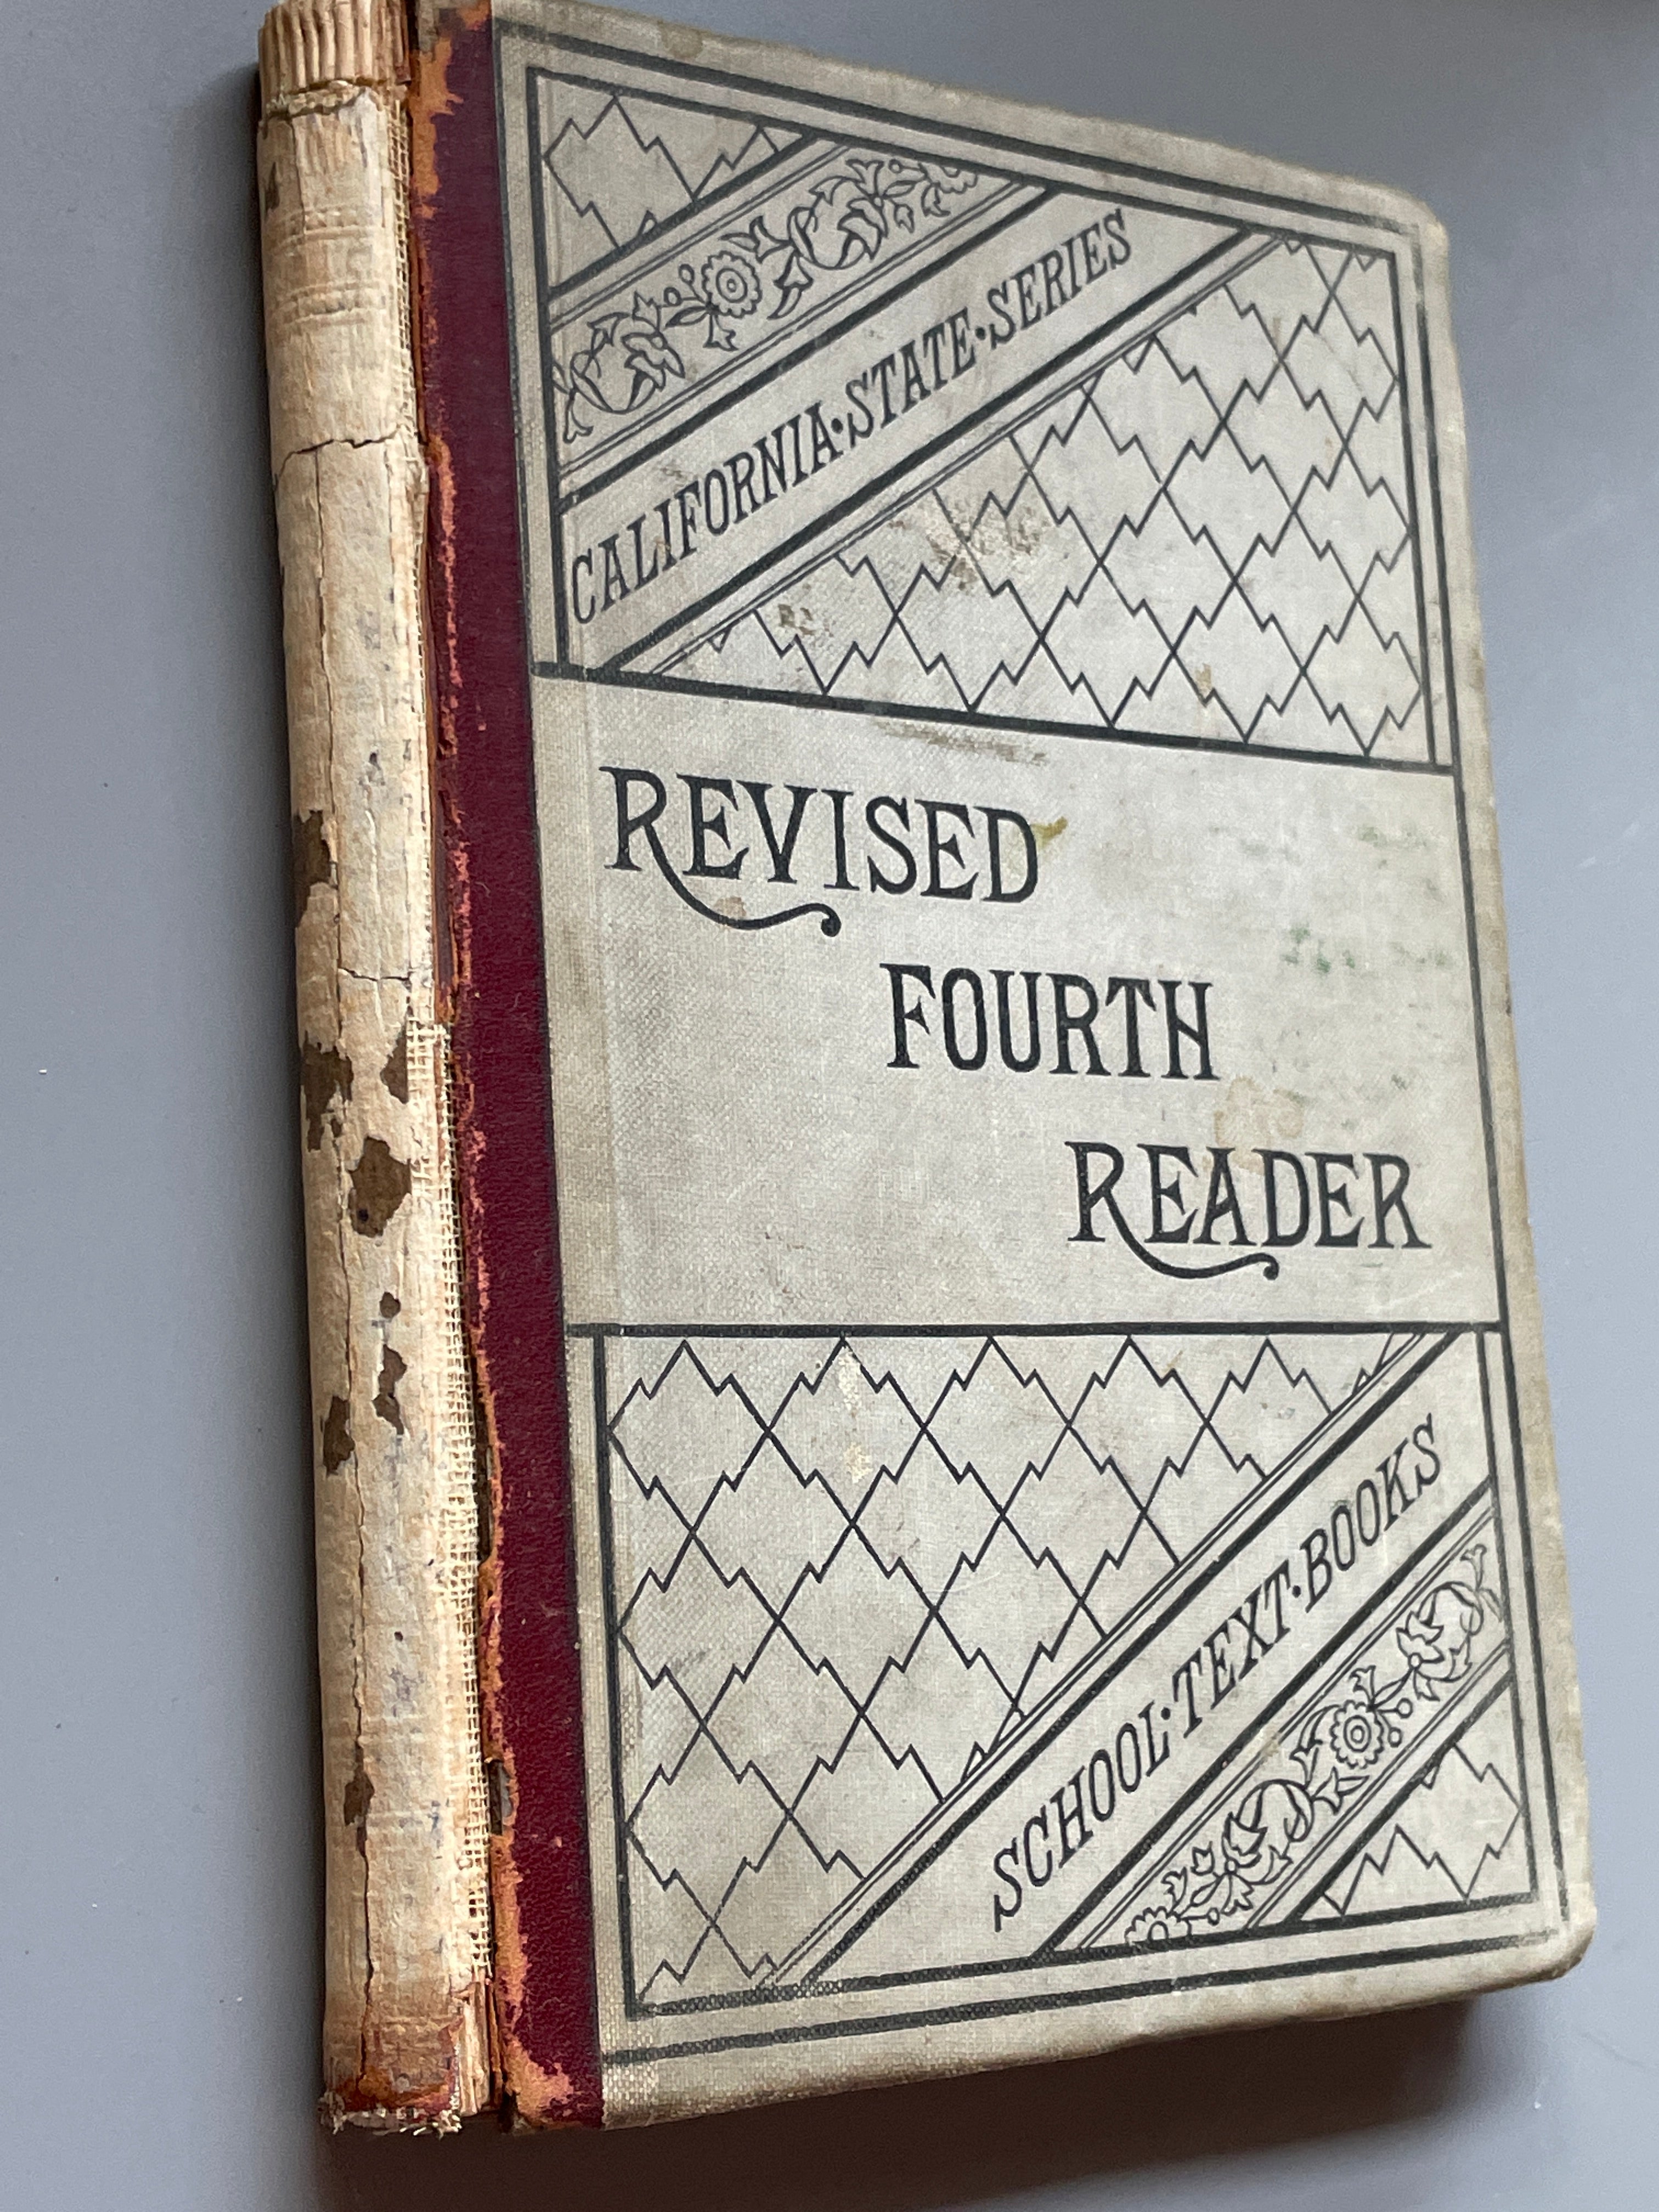 CALIFORNIA·STATE·SERIES
REVISED
FOURTH
READER
SCHOOL·TEXT·BOOKS